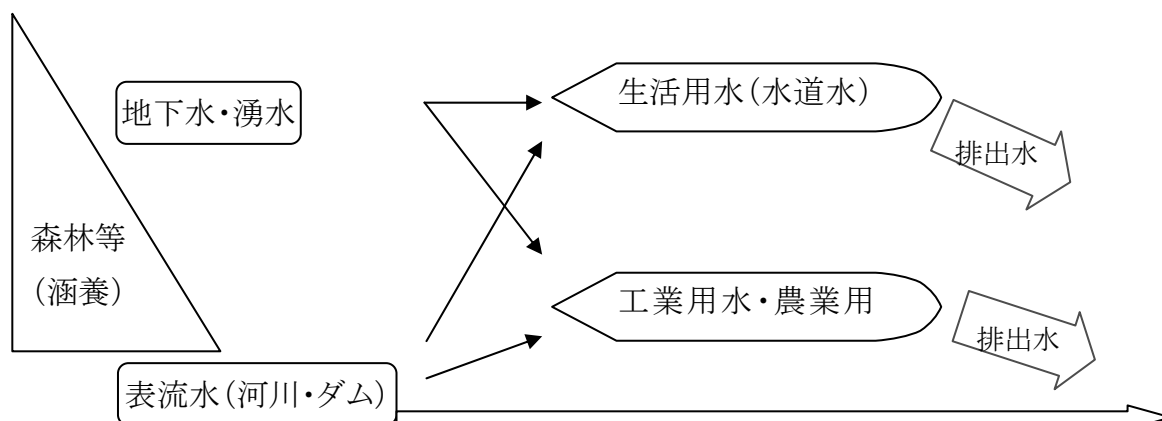 地下水・湧水
生活用水(水道水)
排出水
森林等
(涵養)
工業用水・農業用
排出水
表流水(河川・ダム)